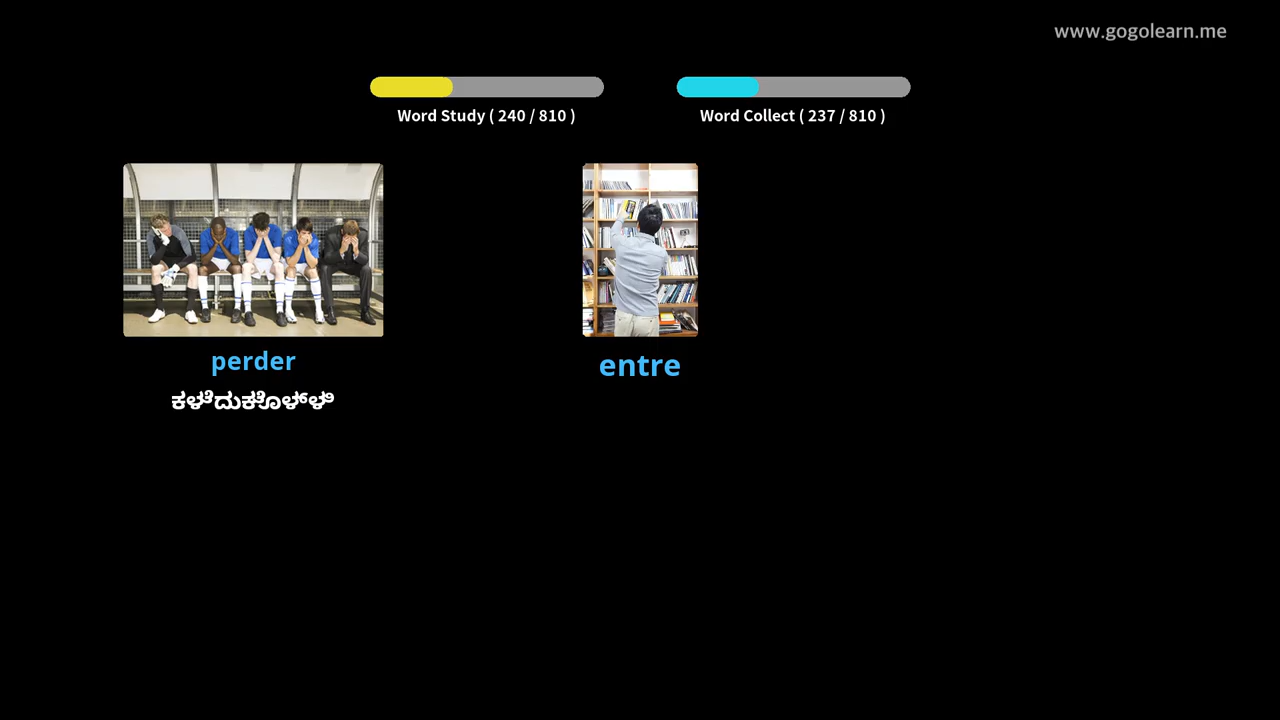 www.gogolearn.me
Word Study ( 240 / 810 )
Word Collect ( 237 / 810 )
perder
ಕಳೆದುಕೊಳ್ಳಿ
entre